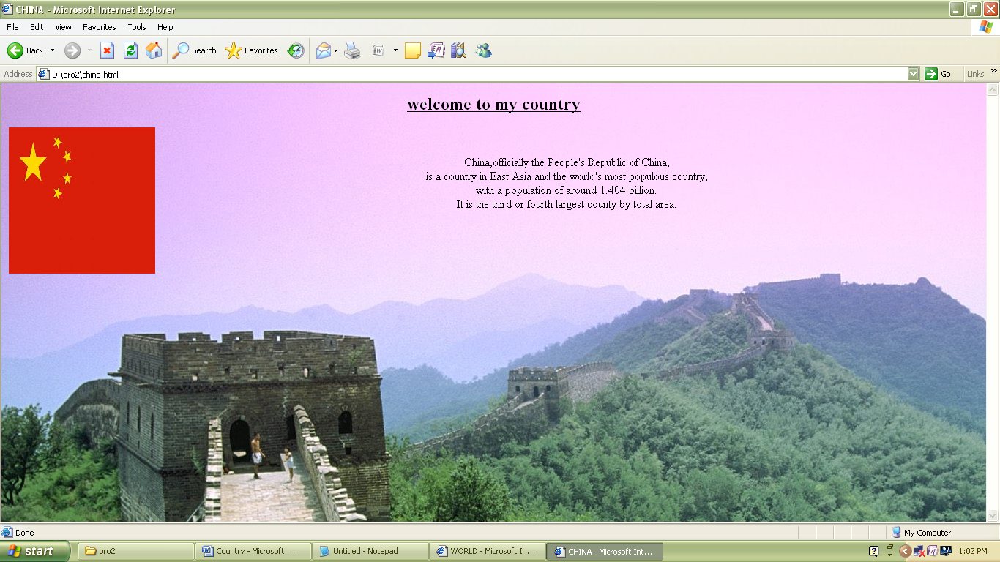 CHINA - Microsoft Internet Explorer
File Edit View Favorites Tools Help
Back Search Favorites
Address D:\pro2\china.html Go Links »
welcome to my country
China,officially the People's Republic of China,
is a country in East Asia and the world's most populous country,
with a population of around 1.404 billion.
It is the third or fourth largest county by total area.
Done My Computer
start pro2 Country - Microsoft ... Untitled - Notepad WORLD - Microsoft In... CHINA - Microsoft Int... 1:02 PM